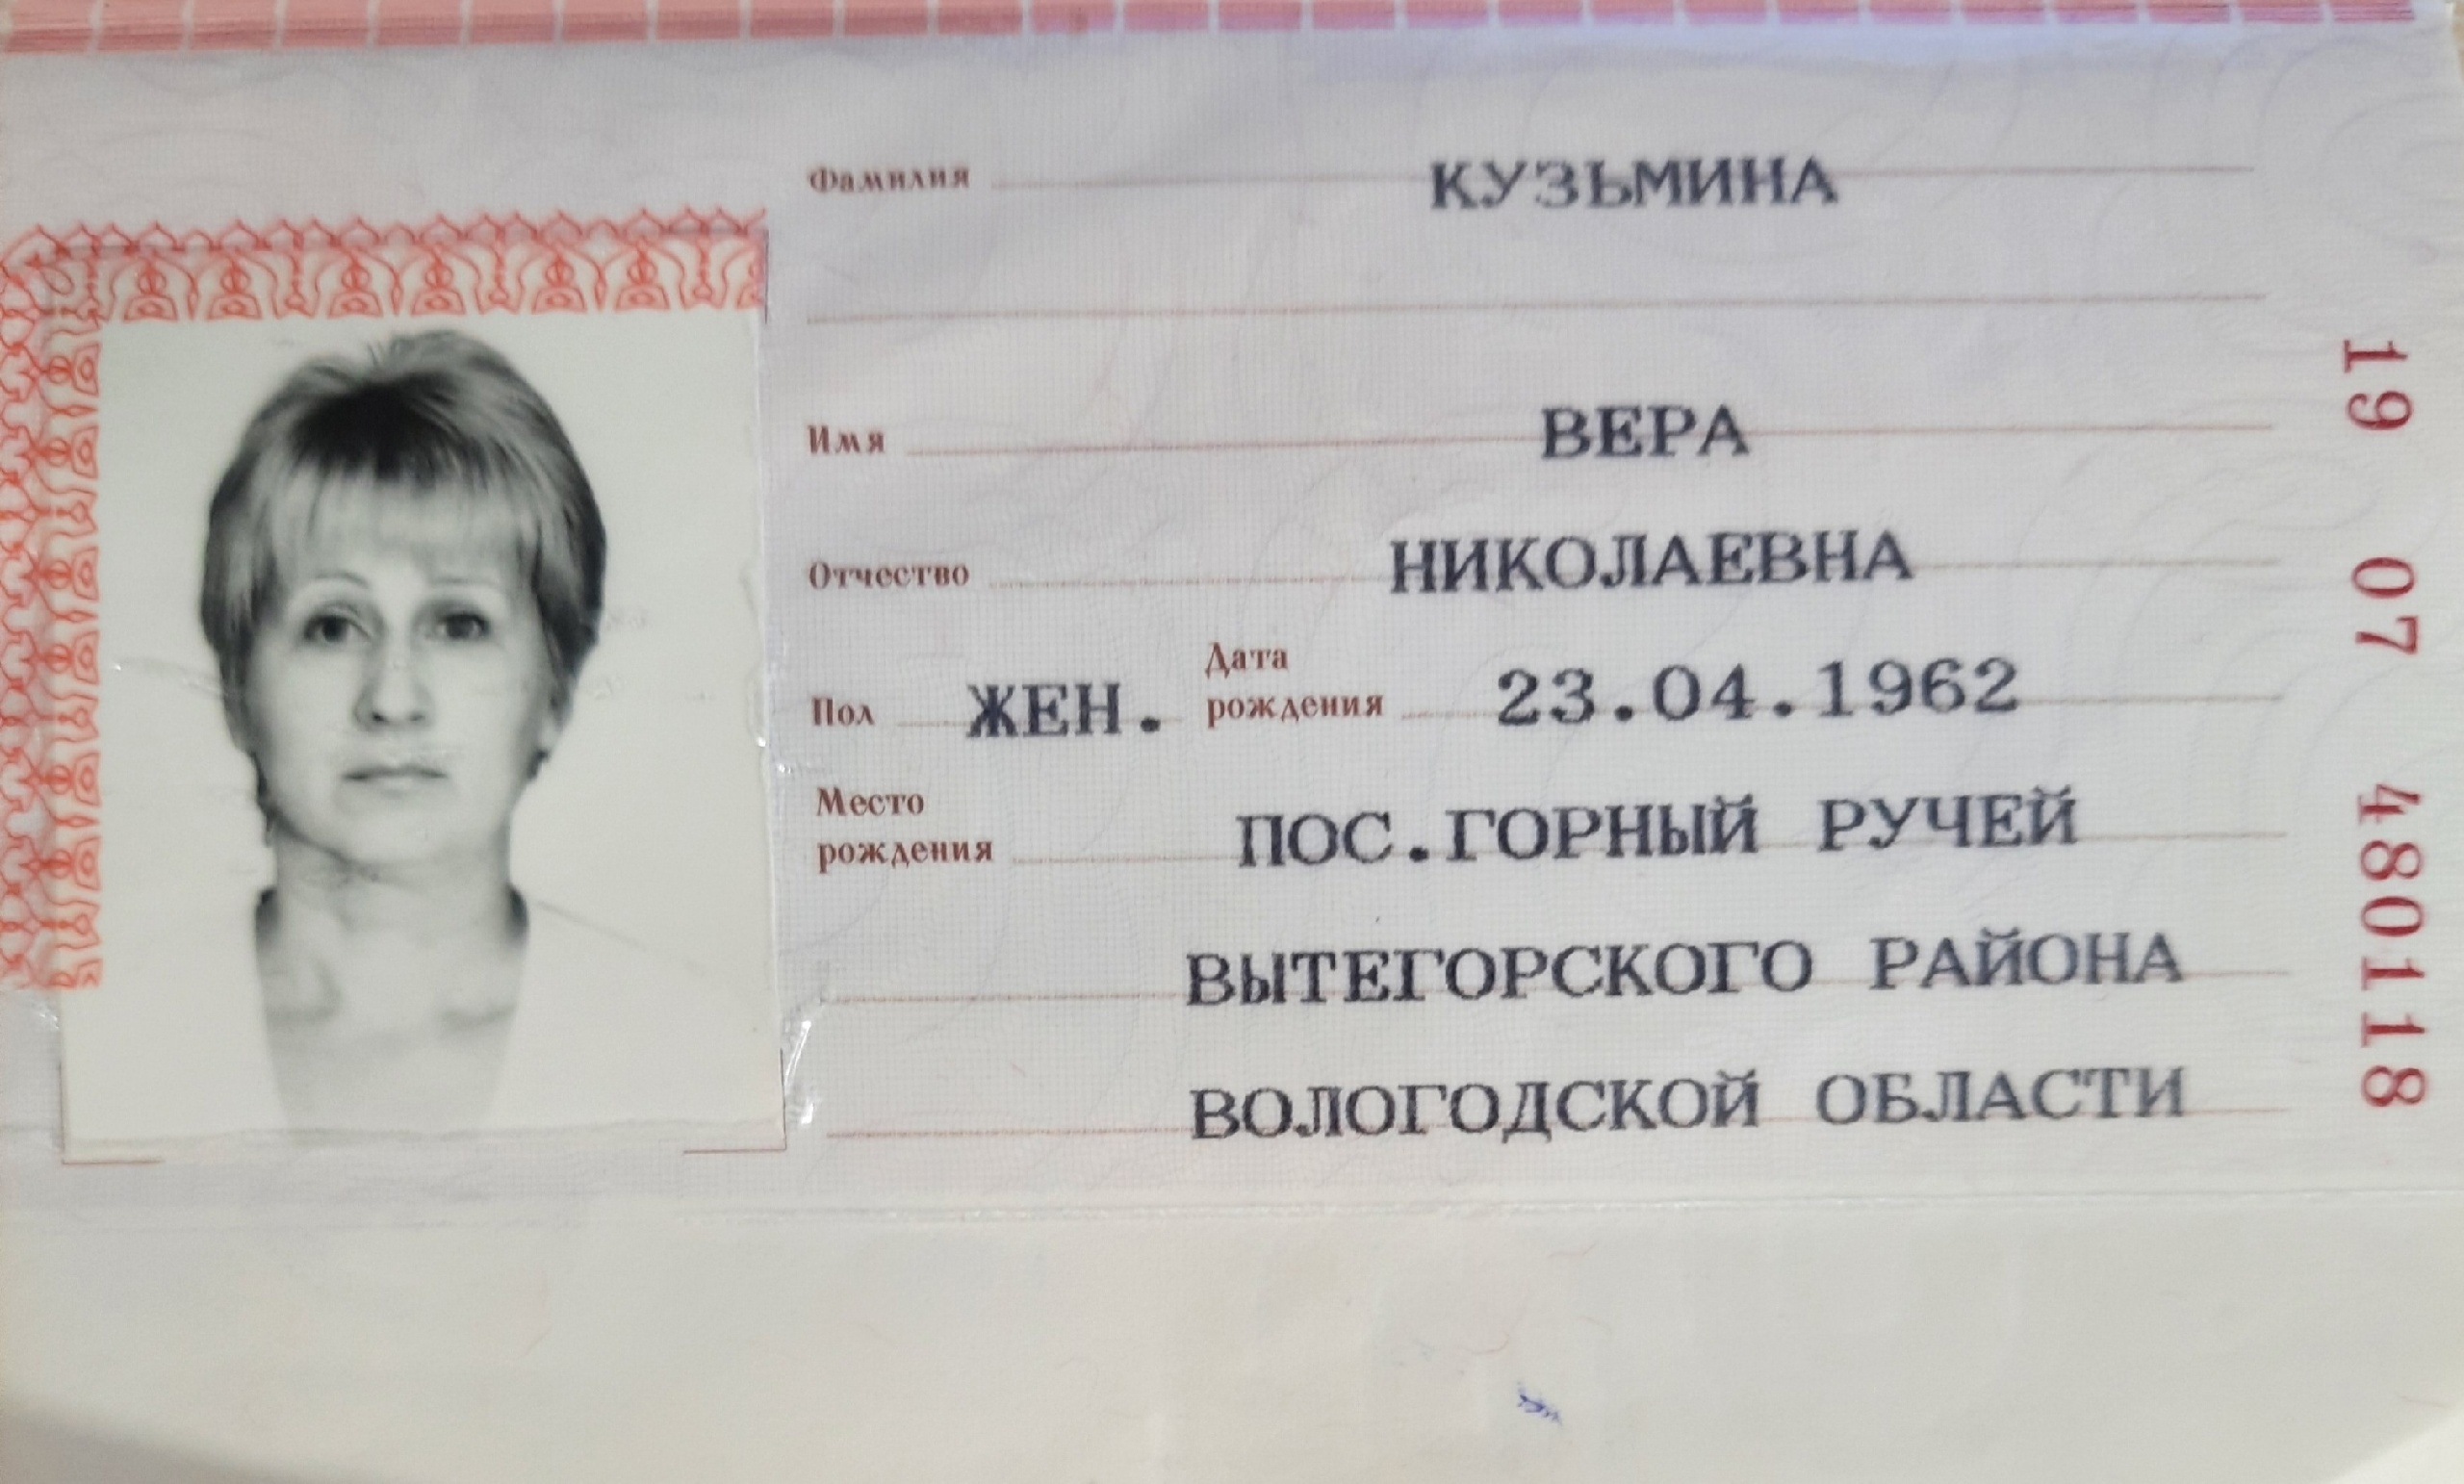 Фамилия КУЗЬМИНА
Имя ВЕРА
Отчество НИКОЛАЕВНА
Пол ЖЕН. Дата рождения 23.04.1962
Место рождения ПОС.ГОРНЫЙ РУЧЕЙ
ВЫТЕГОРСКОГО РАЙОНА
ВОЛОГОДСКОЙ ОБЛАСТИ
19 07 480118